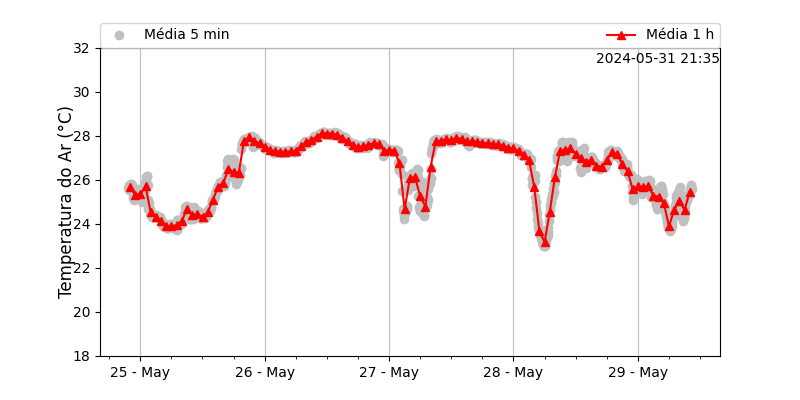 Média 5 min
Média 1 h
2024-05-31 21:35
Temperatura do Ar (°C)
32
30
28
26
24
22
20
18
25 - May
26 - May
27 - May
28 - May
29 - May